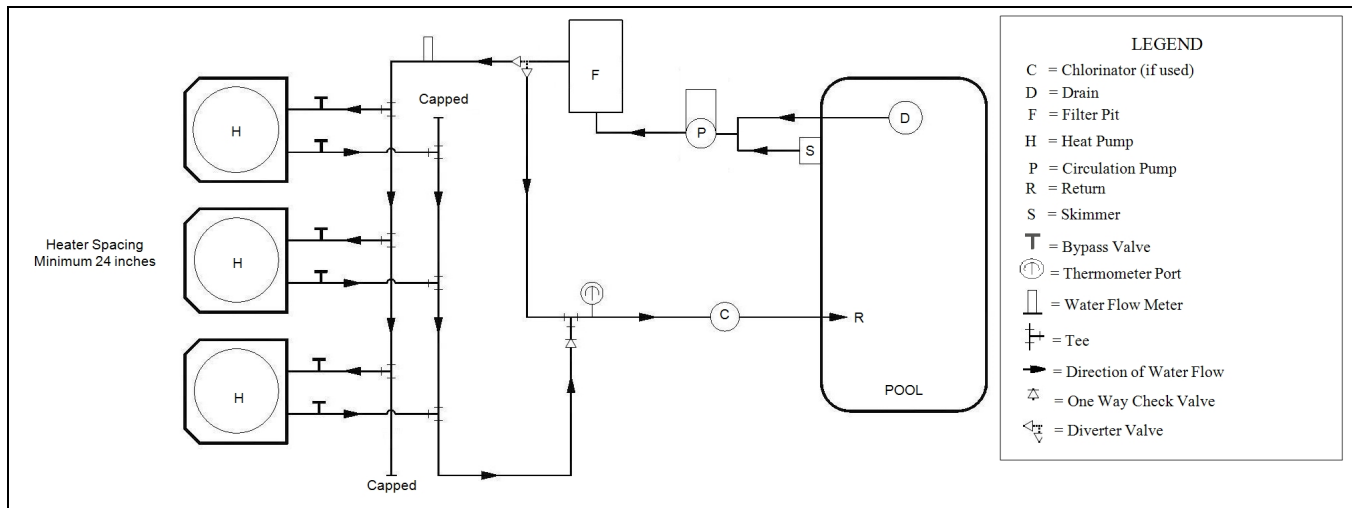 H
Heater Spacing
Minimum 24 inches
H
H
Capped
Capped
F
P
D
S
C
R
POOL
LEGEND
C = Chlorinator (if used)
D = Drain
F = Filter Pit
H = Heat Pump
P = Circulation Pump
R = Return
S = Skimmer
= Bypass Valve
= Thermometer Port
= Water Flow Meter
= Tee
= Direction of Water Flow
= One Way Check Valve
= Diverter Valve